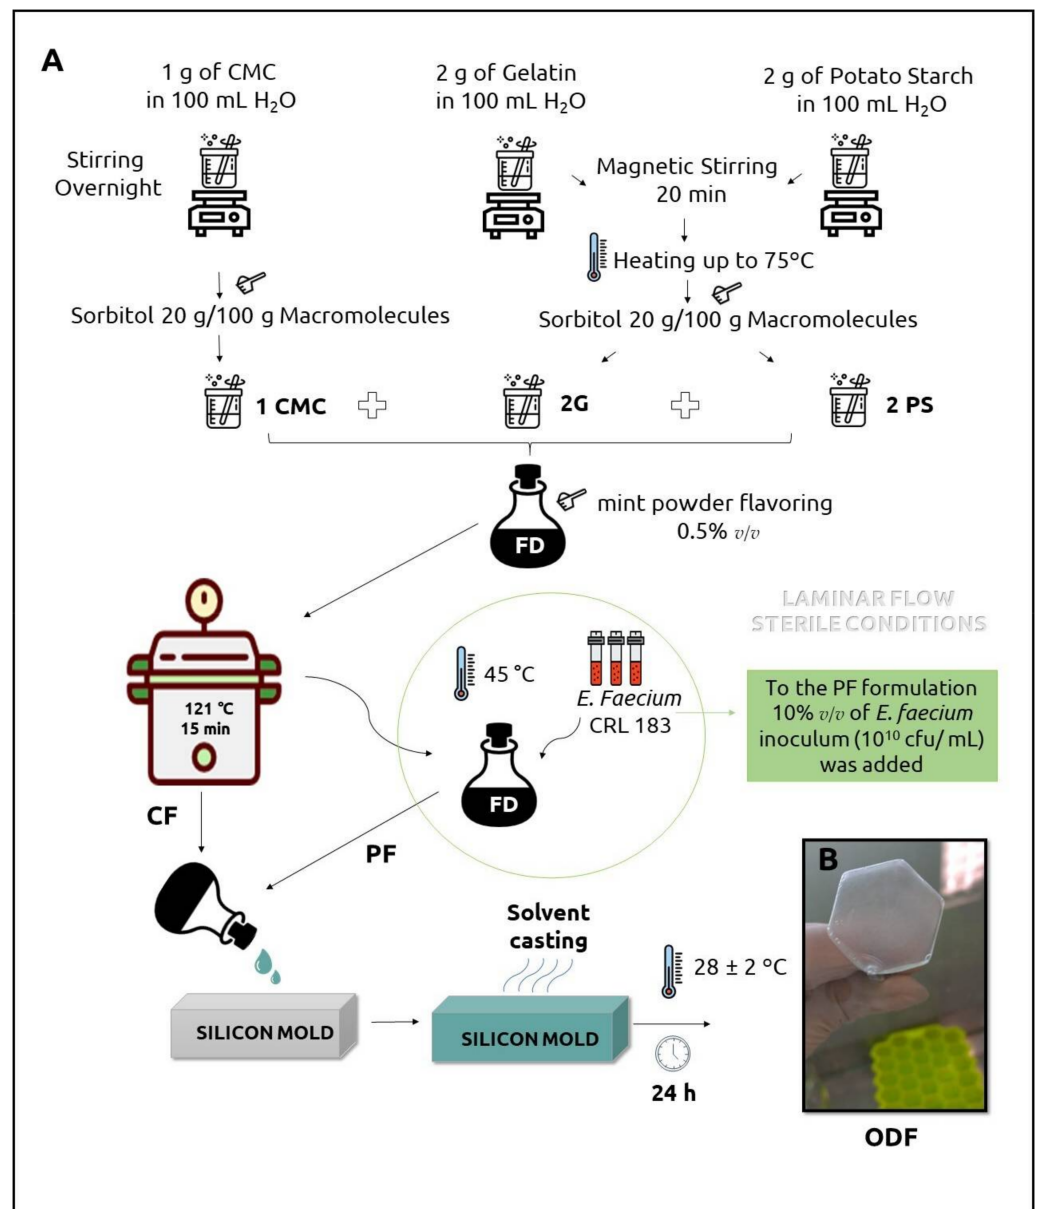 A
1 g of CMC
in 100 mL H₂O
2 g of Gelatin
in 100 mL H₂O
2 g of Potato Starch
in 100 mL H₂O
Stirring
Overnight
Magnetic Stirring
20 min
Heating up to 75°C
Sorbitol 20 g/100 g Macromolecules
Sorbitol 20 g/100 g Macromolecules
1 CMC
2G
2 PS
mint powder flavoring
0.5% v/v
FD
LAMINAR FLOW
STERILE CONDITIONS
45 °C
E. Faecium
CRL 183
To the PF formulation
10% v/v of E. faecium
inoculum (10¹⁰ cfu/ mL)
was added
121 °C
15 min
FD
CF
PF
B
Solvent
casting
28 ± 2 °C
SILICON MOLD
SILICON MOLD
24 h
ODF